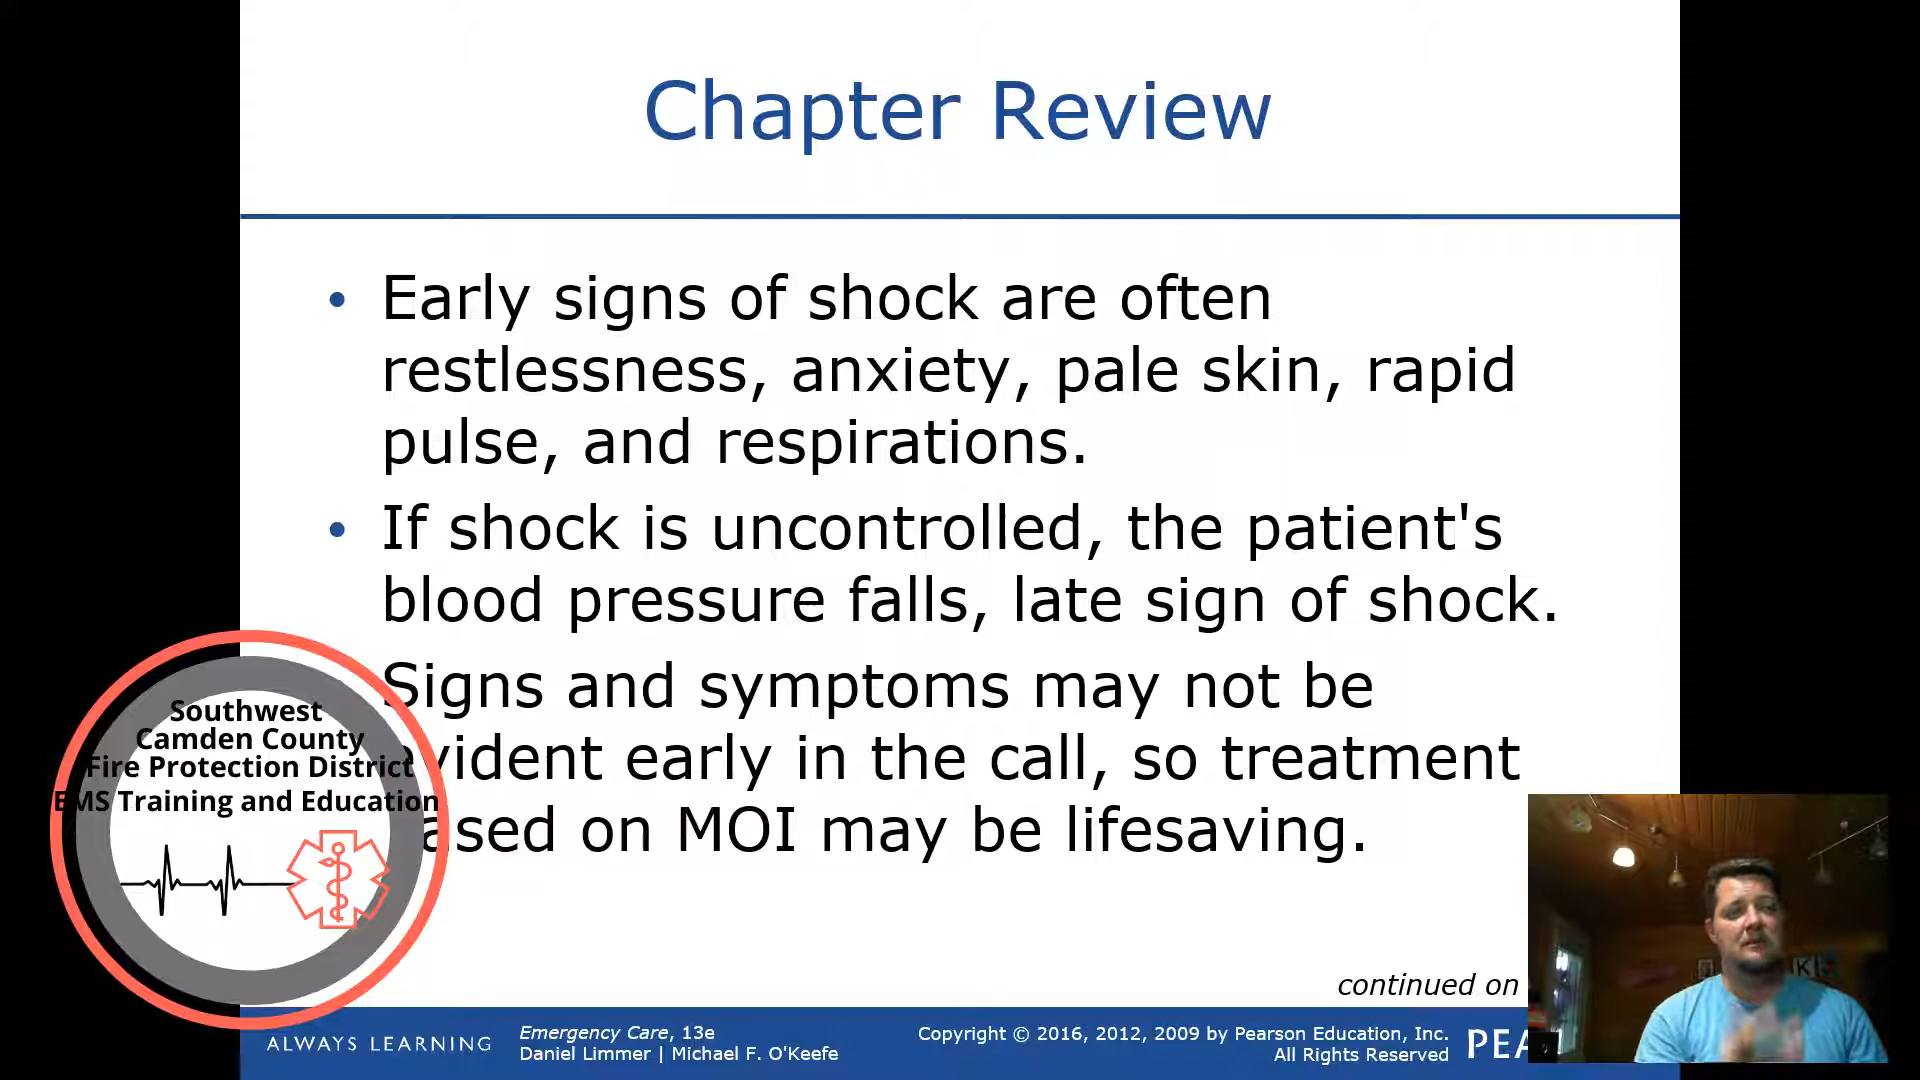 Chapter Review
• Early signs of shock are often
restlessness, anxiety, pale skin, rapid
pulse, and respirations.
• If shock is uncontrolled, the patient's
blood pressure falls, late sign of shock.
Signs and symptoms may not be
evident early in the call, so treatment
ased on MOI may be lifesaving.
Southwest
Camden County
Fire Protection District
EMS Training and Education
continued on
ALWAYS LEARNING
Emergency Care, 13e
Daniel Limmer | Michael F. O'Keefe
Copyright © 2016, 2012, 2009 by Pearson Education, Inc.
All Rights Reserved
PEA